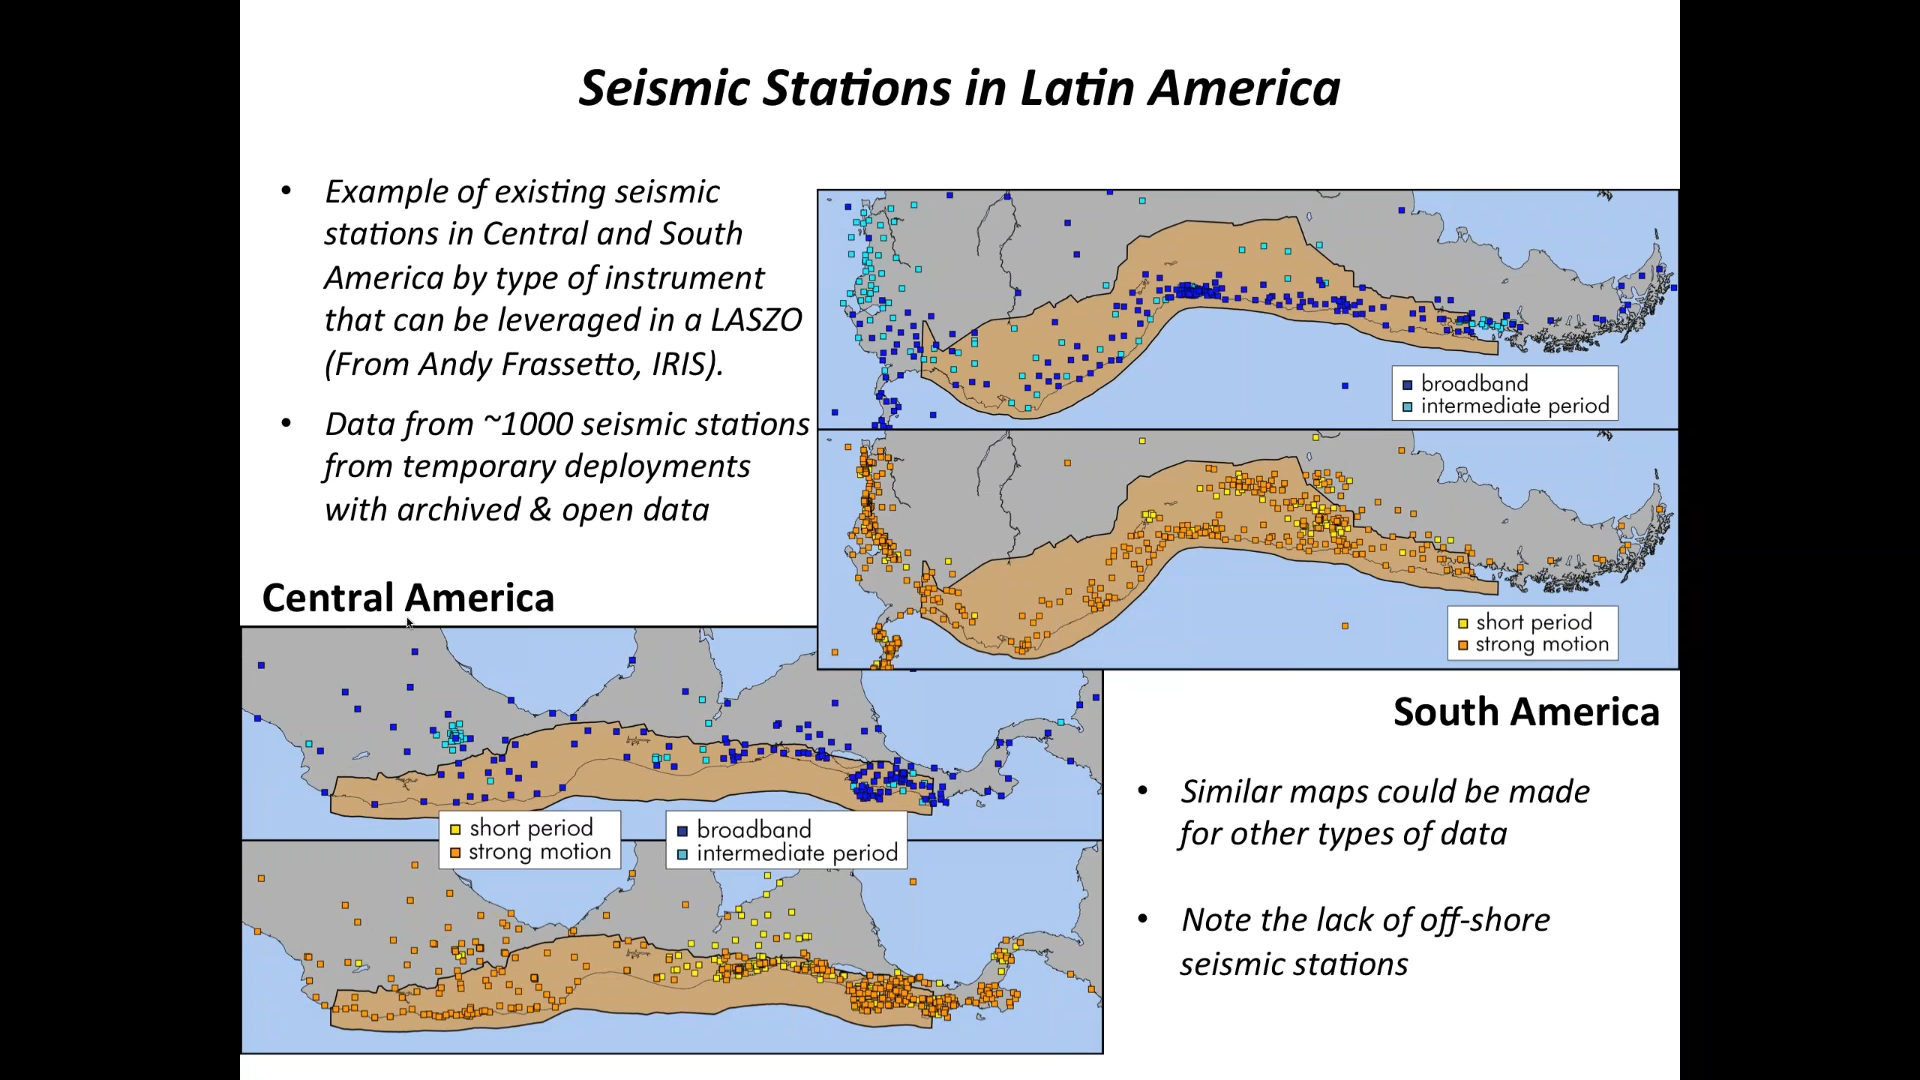 Seismic Stations in Latin America
• Example of existing seismic
stations in Central and South
America by type of instrument
that can be leveraged in a LASZO
(From Andy Frassetto, IRIS).
• Data from ~1000 seismic stations
from temporary deployments
with archived & open data
broadband
intermediate period
short period
strong motion
Central America
short period
strong motion
broadband
intermediate period
South America
• Similar maps could be made
for other types of data
• Note the lack of off-shore
seismic stations